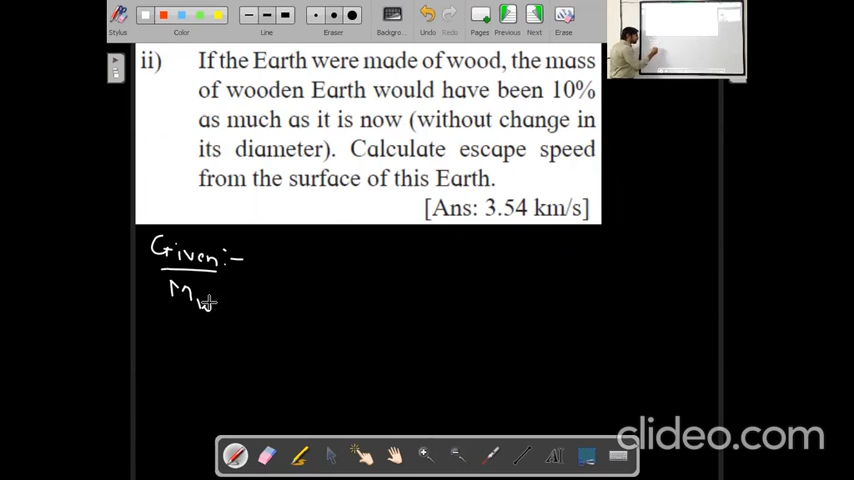 Stylus
Color
Line
Eraser
Backgro...
Undo
Redo
Pages
Previous
Next
Erase
ii) If the Earth were made of wood, the mass
of wooden Earth would have been 10%
as much as it is now (without change in
its diameter). Calculate escape speed
from the surface of this Earth.
[Ans: 3.54 km/s]
Given:-
Mw
clideo.com